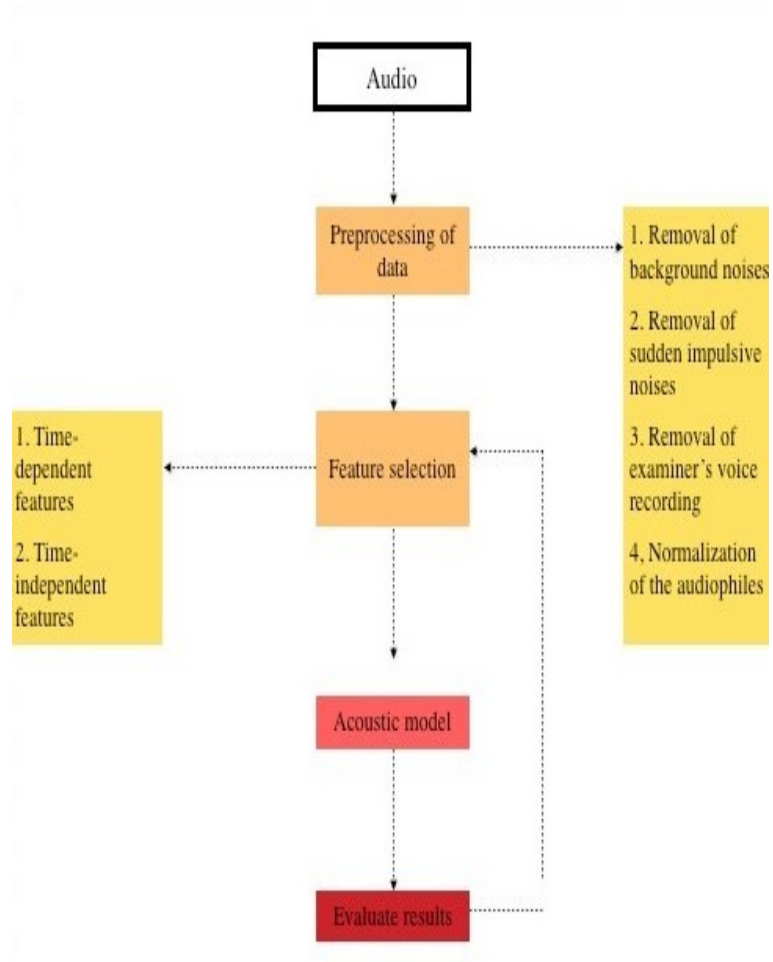 Audio
Preprocessing of
data
1. Removal of
background noises
2. Removal of
sudden impulsive
noises
3. Removal of
examiner's voice
recording
4, Normalization
of the audiophiles
1. Time-
dependent
features
2. Time-
independent
features
Feature selection
Acoustic model
Evaluate results